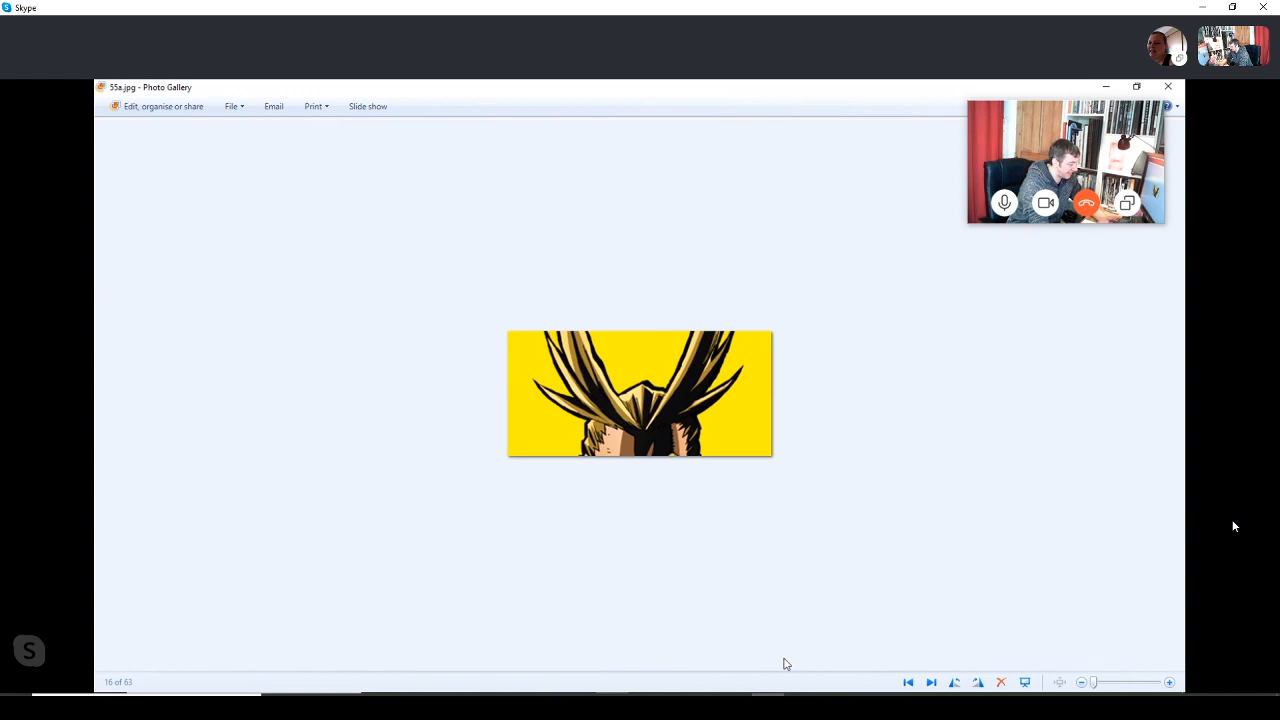 Skype
55a.jpg - Photo Gallery
Edit, organise or share File Email Print Slide show
?
S
16 of 63